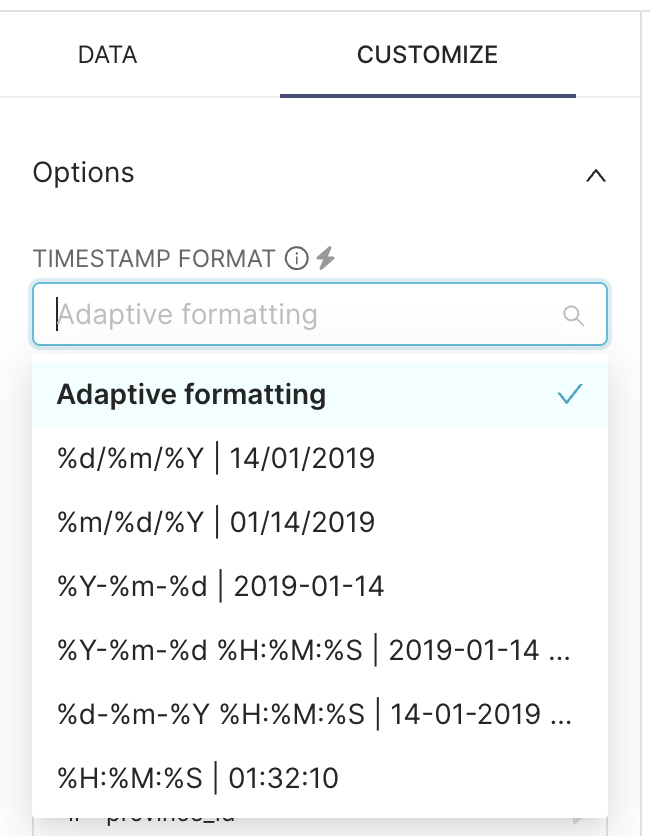 DATA CUSTOMIZE
Options
TIMESTAMP FORMAT
Adaptive formatting
Adaptive formatting
%d/%m/%Y | 14/01/2019
%m/%d/%Y | 01/14/2019
%Y-%m-%d | 2019-01-14
%Y-%m-%d %H:%M:%S | 2019-01-14 ...
%d-%m-%Y %H:%M:%S | 14-01-2019 ...
%H:%M:%S | 01:32:10
province_id